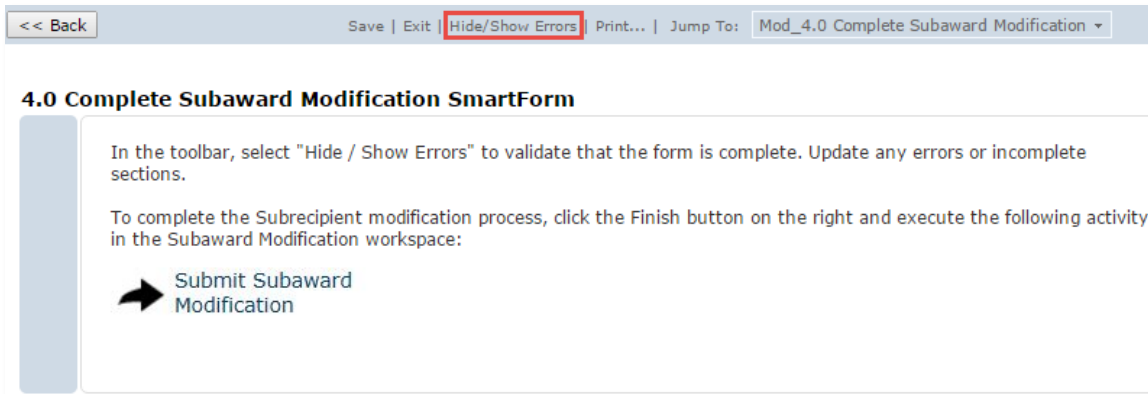 << Back Save | Exit | Hide/Show Errors | Print... | Jump To: Mod_4.0 Complete Subaward Modification
4.0 Complete Subaward Modification SmartForm
In the toolbar, select "Hide / Show Errors" to validate that the form is complete. Update any errors or incomplete
sections.
To complete the Subrecipient modification process, click the Finish button on the right and execute the following activity
in the Subaward Modification workspace:
Submit Subaward
Modification